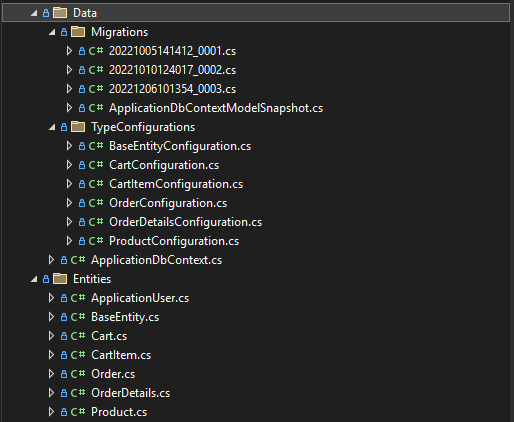 Data
Migrations
C# 20221005141412_0001.cs
C# 20221010124017_0002.cs
C# 20221206101354_0003.cs
C# ApplicationDbContextModelSnapshot.cs
TypeConfigurations
C# BaseEntityConfiguration.cs
C# CartConfiguration.cs
C# CartItemConfiguration.cs
C# OrderConfiguration.cs
C# OrderDetailsConfiguration.cs
C# ProductConfiguration.cs
C# ApplicationDbContext.cs
Entities
C# ApplicationUser.cs
C# BaseEntity.cs
C# Cart.cs
C# CartItem.cs
C# Order.cs
C# OrderDetails.cs
C# Product.cs